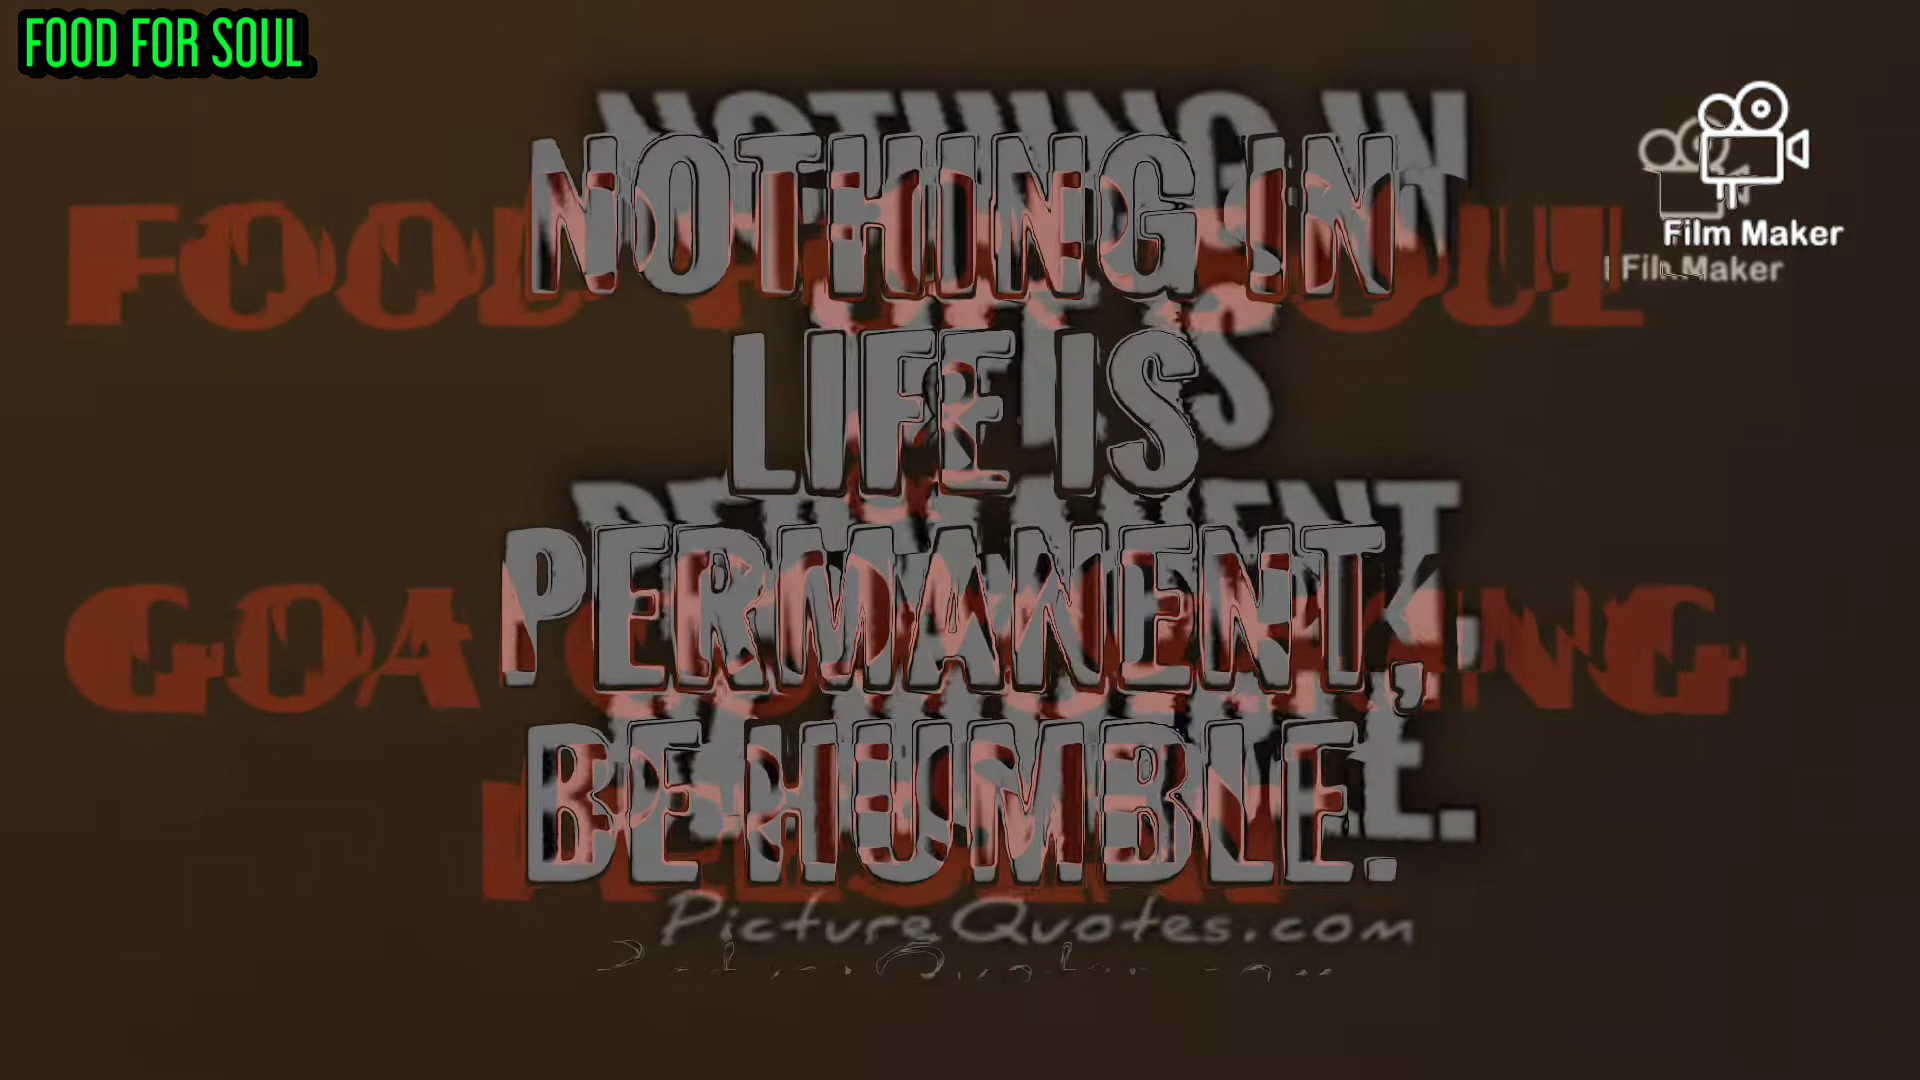 FOOD FOR SOUL
NOTHING IN
LIFE IS
PERMANENT,
BE HUMBLE.
Film Maker
Film Maker
FOOD SOUL
&
GOA COOKING
PictureQuotes.com